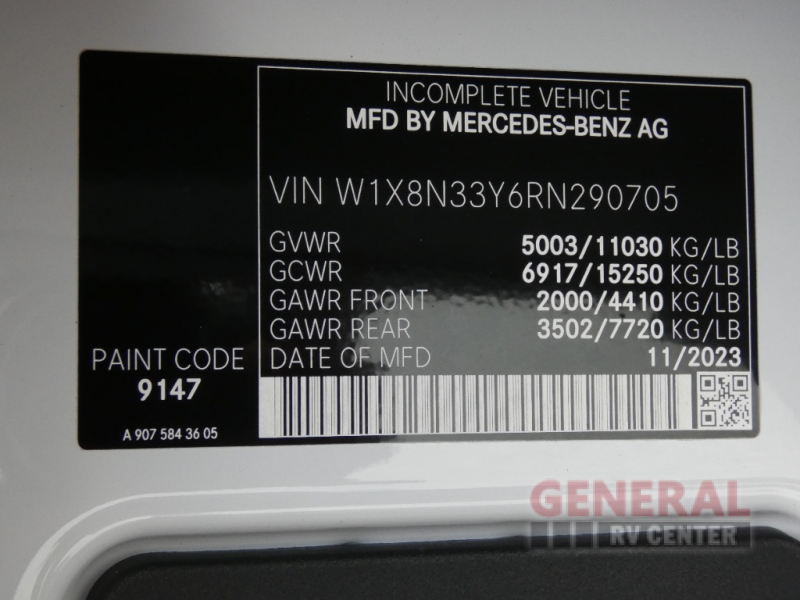 INCOMPLETE VEHICLE
MFD BY MERCEDES-BENZ AG
VIN W1X8N33Y6RN290705
GVWR 5003/11030 KG/LB
GCWR 6917/15250 KG/LB
GAWR FRONT 2000/4410 KG/LB
GAWR REAR 3502/7720 KG/LB
DATE OF MFD 11/2023
PAINT CODE
9147
A 907 584 36 05
GENERAL
RV CENTER